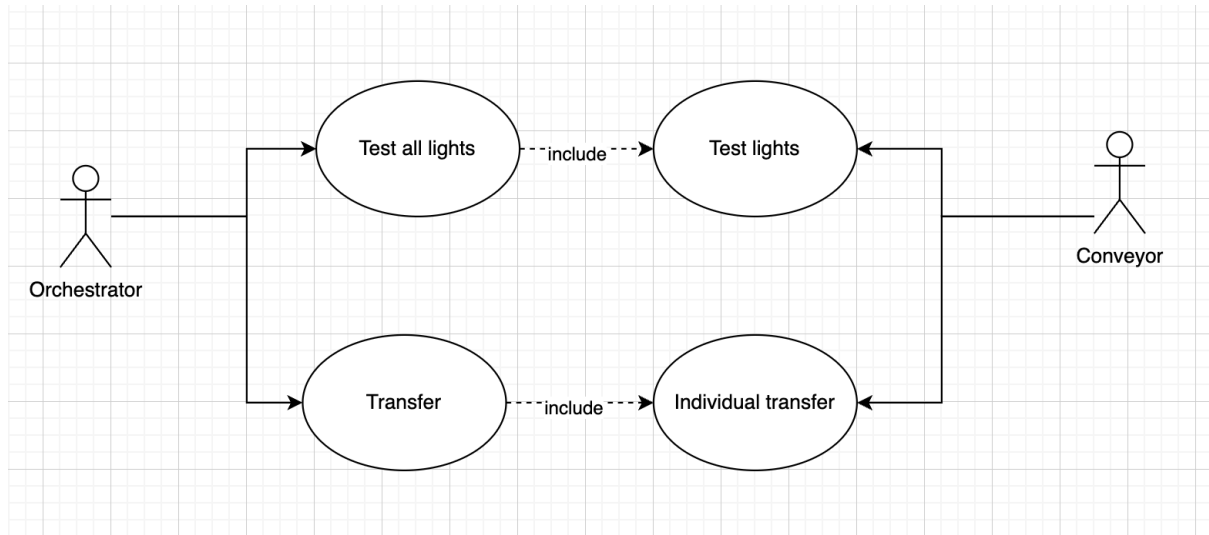 Test all lights
include
Test lights
Orchestrator
Conveyor
Transfer
include
Individual transfer